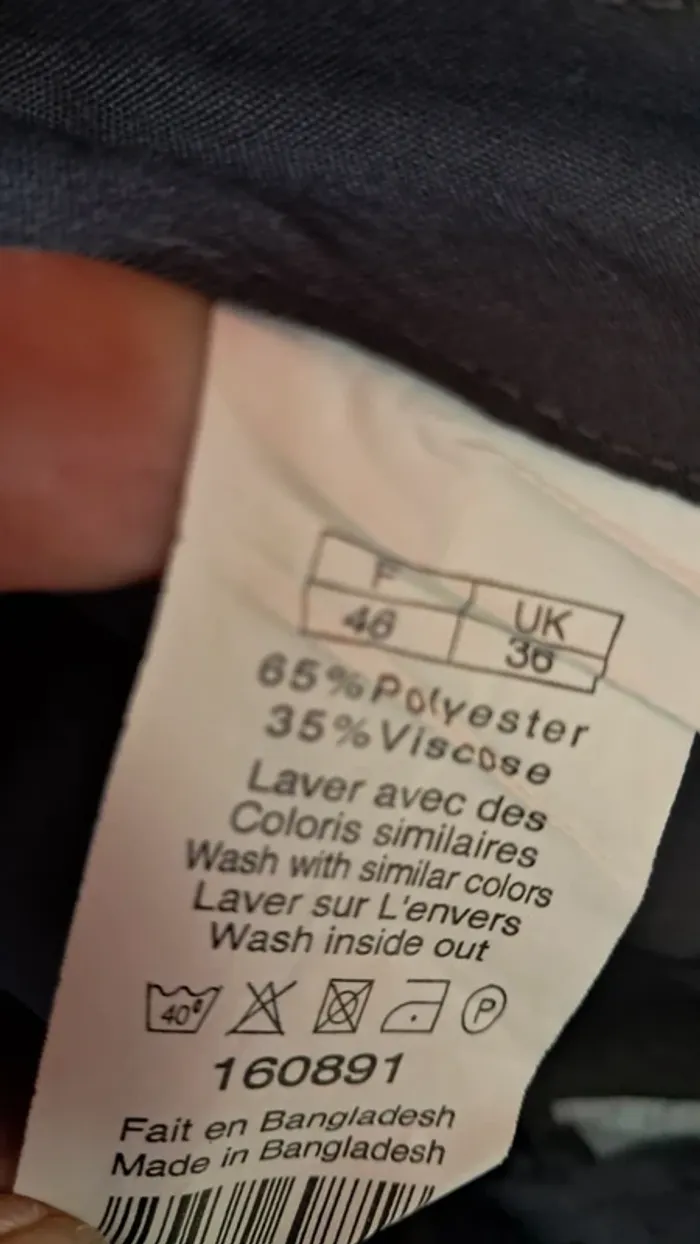 F UK
46 36
65%Polyester
35%Viscose
Laver avec des
Coloris similaires
Wash with similar colors
Laver sur L'envers
Wash inside out
40° P
160891
Fait en Bangladesh
Made in Bangladesh